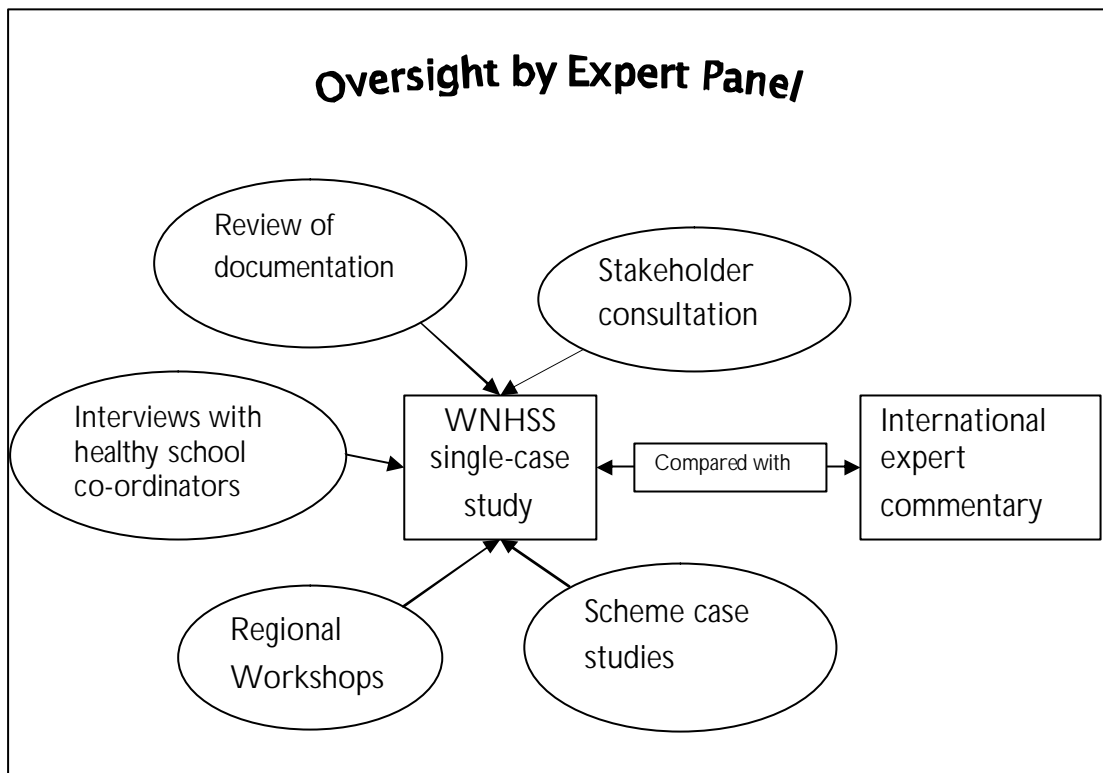 Oversight by Expert Panel
Review of
documentation
Stakeholder
consultation
Interviews with
healthy school
co-ordinators
WNHSS
single-case
study
Compared with
International
expert
commentary
Regional
Workshops
Scheme case
studies